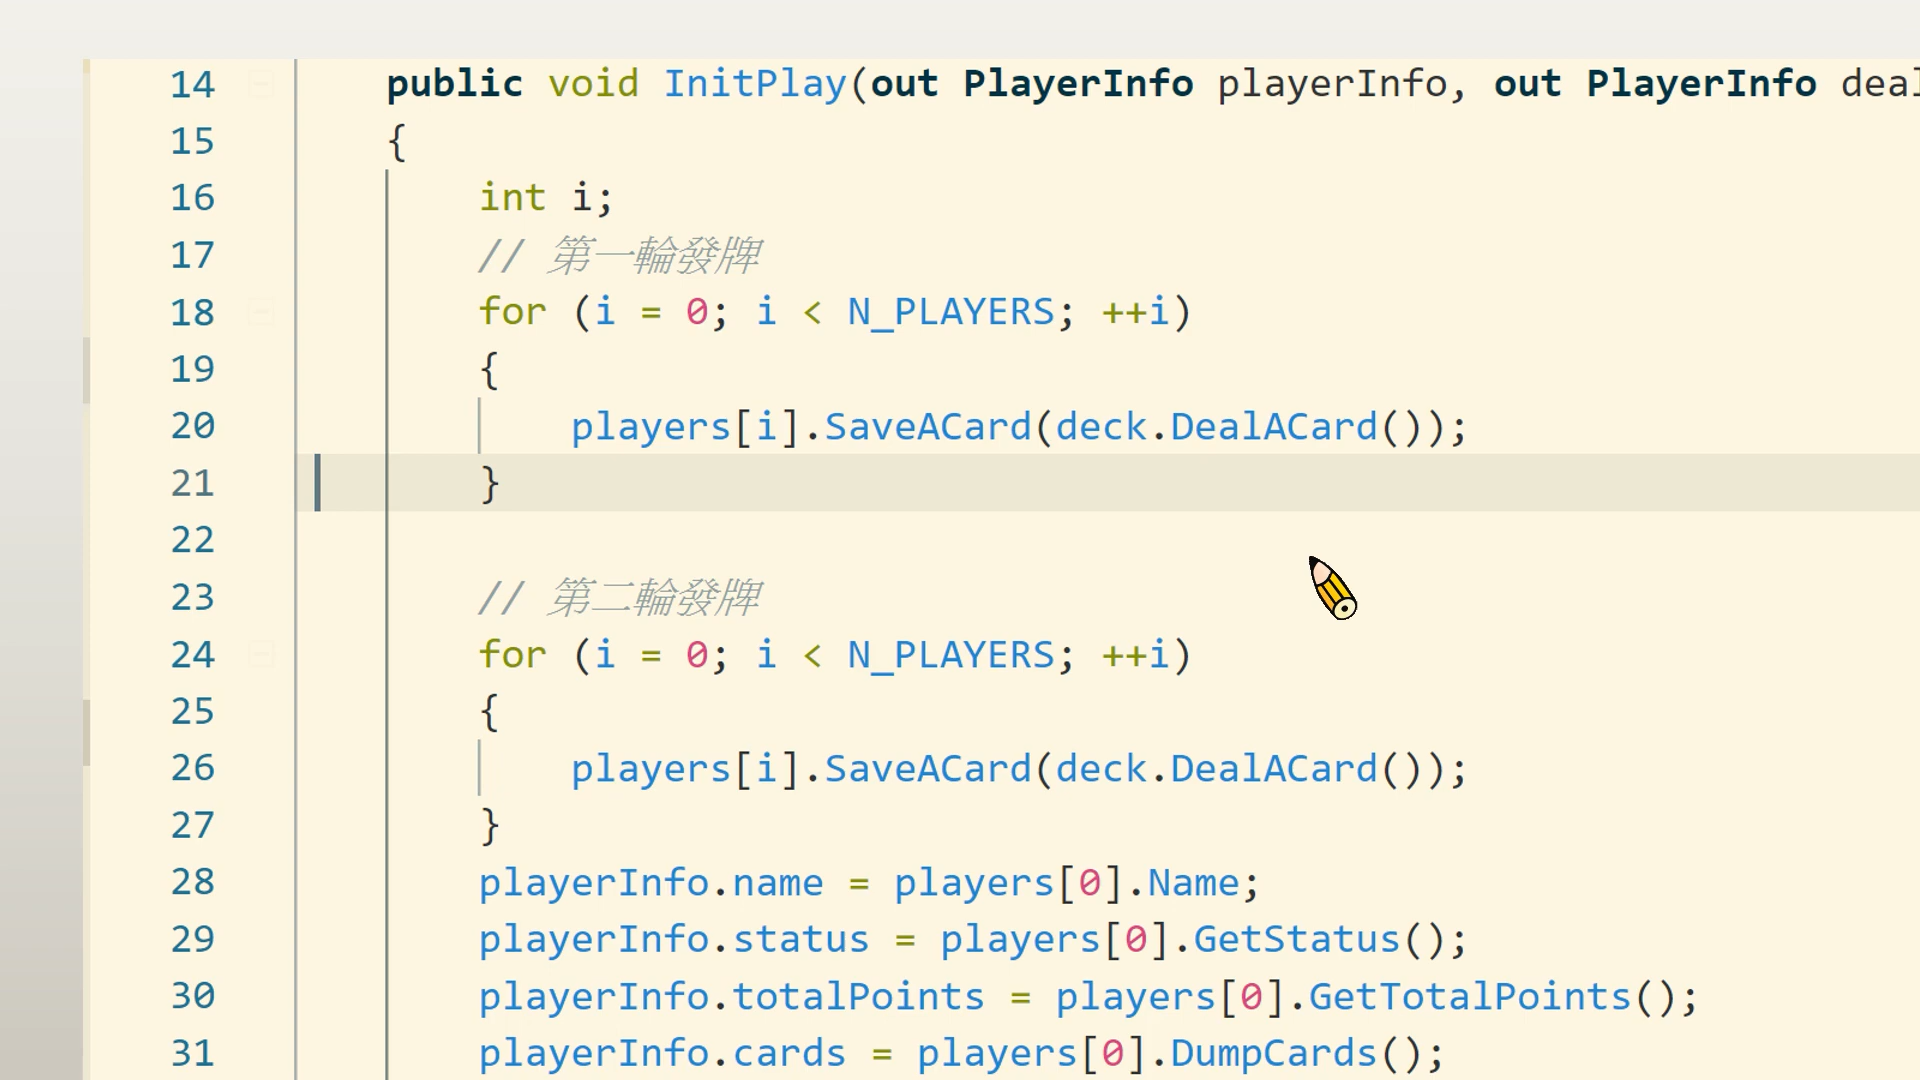 14 public void InitPlay(out PlayerInfo playerInfo, out PlayerInfo deal
15 {
16 int i;
17 // 第一輪發牌
18 for (i = 0; i < N_PLAYERS; ++i)
19 {
20 players[i].SaveACard(deck.DealACard());
21 }
22
23 // 第二輪發牌
24 for (i = 0; i < N_PLAYERS; ++i)
25 {
26 players[i].SaveACard(deck.DealACard());
27 }
28 playerInfo.name = players[0].Name;
29 playerInfo.status = players[0].GetStatus();
30 playerInfo.totalPoints = players[0].GetTotalPoints();
31 playerInfo.cards = players[0].DumpCards();